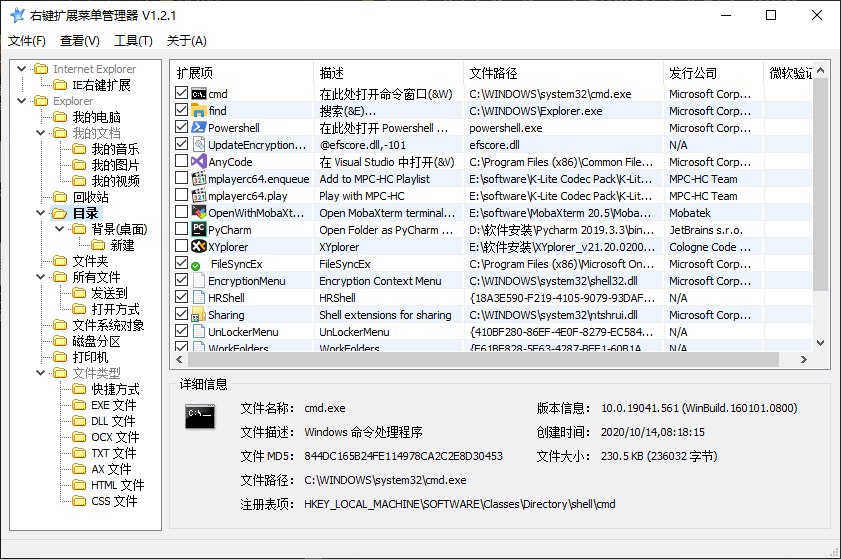 右键扩展菜单管理器 V1.2.1
文件(F) 查看(V) 工具(T) 关于(A)
Internet Explorer
IE右键扩展
Explorer
我的电脑
我的文档
我的音乐
我的图片
我的视频
回收站
目录
背景(桌面)
新建
文件夹
所有文件
发送到
打开方式
文件系统对象
磁盘分区
打印机
文件类型
快捷方式
EXE 文件
DLL 文件
OCX 文件
TXT 文件
AX 文件
HTML 文件
CSS 文件
扩展项 描述 文件路径 发行公司 微软验证
cmd 在此处打开命令窗口(&W) C:\WINDOWS\system32\cmd.exe Microsoft Corp...
find 搜索(&E)... C:\WINDOWS\Explorer.exe Microsoft Corp...
Powershell 在此处打开 Powershell ... powershell.exe Microsoft Corp...
UpdateEncryption... @efscore.dll,-101 efscore.dll N/A
AnyCode 在 Visual Studio 中打开(&V) C:\Program Files (x86)\Common File... Microsoft Corp...
mplayerc64.enqueue Add to MPC-HC Playlist E:\software\K-Lite Codec Pack\K-Lit... MPC-HC Team
mplayerc64.play Play with MPC-HC E:\software\K-Lite Codec Pack\K-Lit... MPC-HC Team
OpenWithMobaXt... Open MobaXterm terminal... E:\software\MobaXterm 20.5\Moba... Mobatek
PyCharm Open Folder as PyCharm ... D:\软件安装\Pycharm 2019.3.3\bin... JetBrains s.r.o.
XYplorer XYplorer E:\软件安装\XYplorer_v21.20.0200... Cologne Code ...
FileSyncEx FileSyncEx C:\Program Files\Microsoft On... Microsoft Corp...
EncryptionMenu Encryption Context Menu C:\Windows\system32\shell32.dll Microsoft Corp...
HRShell HRShell {18A3E590-F219-4105-9079-93DAF... N/A
Sharing Shell extensions for sharing C:\Windows\system32\ntshrui.dll Microsoft Corp...
UnLockerMenu UnLockerMenu {410BF280-86EF-4E0F-8279-EC584... N/A
WorkFolders WorkFolders {E61BF828-5E63-4287-BEF1-60B1A... N/A
详细信息
文件名称： cmd.exe 版本信息： 10.0.19041.561 (WinBuild.160101.0800)
文件描述： Windows 命令处理程序 创建时间： 2020/10/14,08:18:15
文件 MD5： 844DC165B24FE114978CA2C2E8D30453 文件大小： 230.5 KB (236032 字节)
文件路径： C:\WINDOWS\system32\cmd.exe
注册表项： HKEY_LOCAL_MACHINE\SOFTWARE\Classes\Directory\shell\cmd